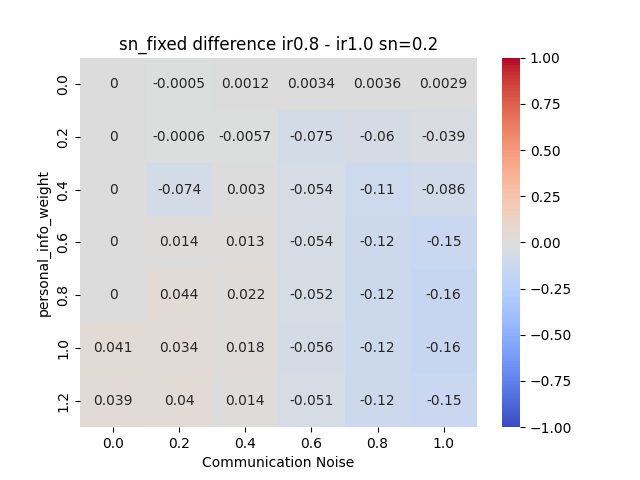 sn_fixed difference ir0.8 - ir1.0 sn=0.2
0.0 0 -0.0005 0.0012 0.0034 0.0036 0.0029
0.2 0 -0.0006 -0.0057 -0.075 -0.06 -0.039
0.4 0 -0.074 0.003 -0.054 -0.11 -0.086
0.6 0 0.014 0.013 -0.054 -0.12 -0.15
0.8 0 0.044 0.022 -0.052 -0.12 -0.16
1.0 0.041 0.034 0.018 -0.056 -0.12 -0.16
1.2 0.039 0.04 0.014 -0.051 -0.12 -0.15
0.0 0.2 0.4 0.6 0.8 1.0
Communication Noise
personal_info_weight
1.00
0.75
0.50
0.25
0.00
−0.25
−0.50
−0.75
−1.00